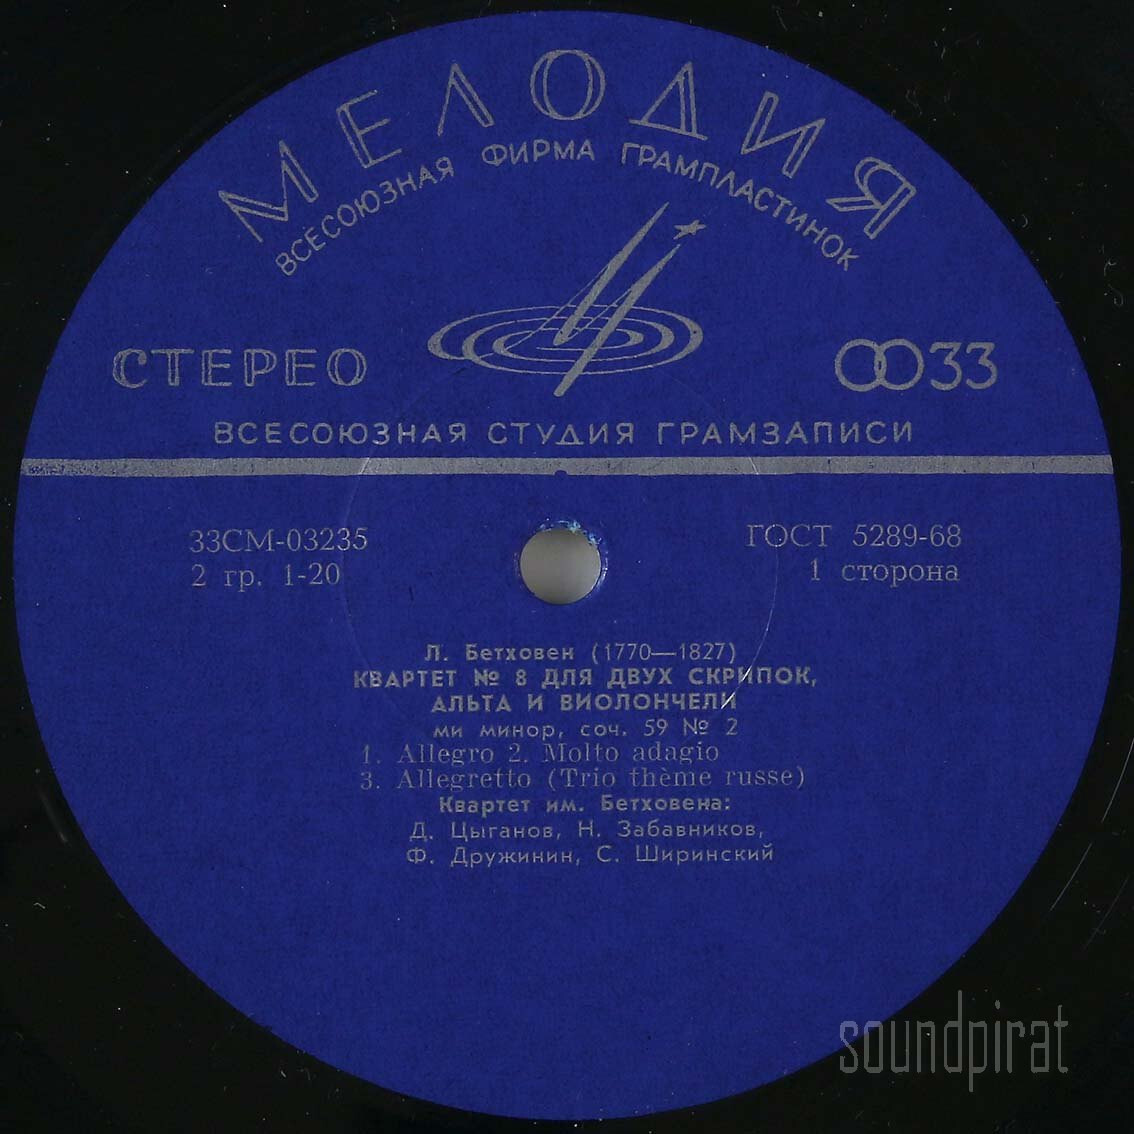 МЕЛОДИЯ
ВСЕСОЮЗНАЯ ФИРМА ГРАМПЛАСТИНОК
СТЕРЕО
33
ВСЕСОЮЗНАЯ СТУДИЯ ГРАМЗАПИСИ
33СМ-03235
ГОСТ 5289-68
2 гр. 1-20
1 сторона
Л. Бетховен (1770—1827)
КВАРТЕТ № 8 ДЛЯ ДВУХ СКРИПОК,
АЛЬТА И ВИОЛОНЧЕЛИ
ми минор, соч. 59 № 2
1. Allegro 2. Molto adagio
3. Allegretto (Trio thème russe)
Квартет им. Бетховена:
Д. Цыганов, Н. Забавников,
Ф. Дружинин, С. Ширинский
soundpirat